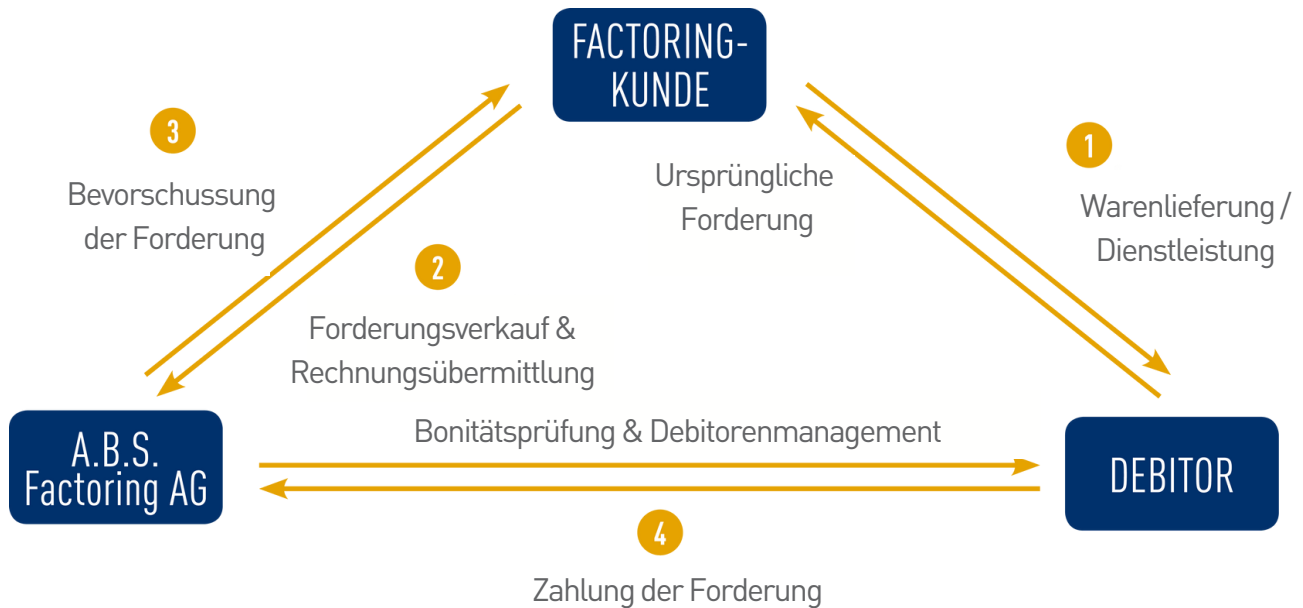 FACTORING-
KUNDE
3
Bevorschussung
der Forderung
Ursprüngliche
Forderung
1
Warenlieferung /
Dienstleistung
2
Forderungsverkauf &
Rechnungsübermittlung
A.B.S.
Factoring AG
Bonitätsprüfung & Debitorenmanagement
DEBITOR
4
Zahlung der Forderung